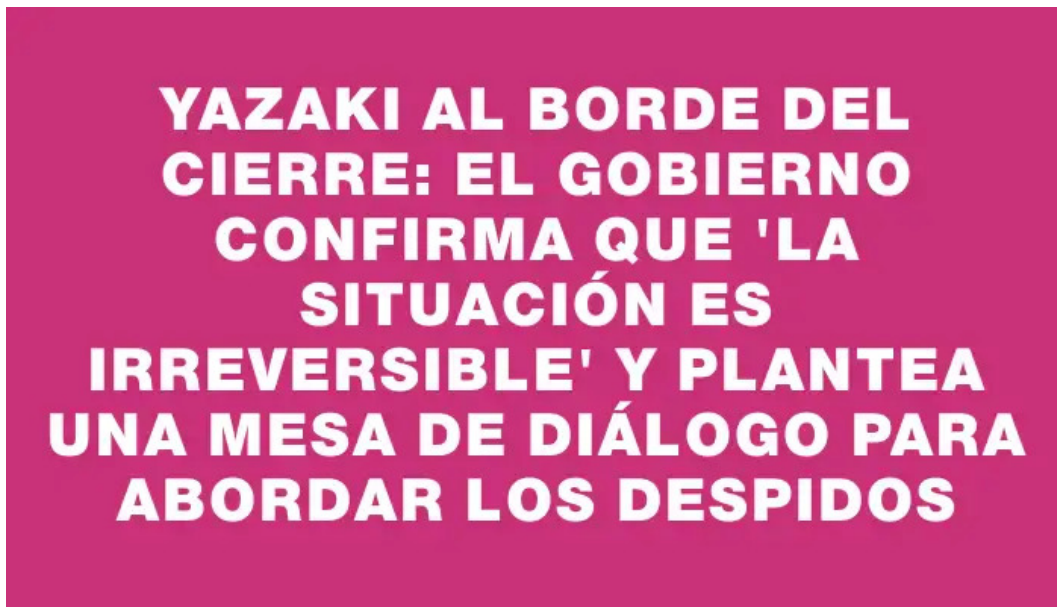 YAZAKI AL BORDE DEL
CIERRE: EL GOBIERNO
CONFIRMA QUE 'LA
SITUACIÓN ES
IRREVERSIBLE' Y PLANTEA
UNA MESA DE DIÁLOGO PARA
ABORDAR LOS DESPIDOS